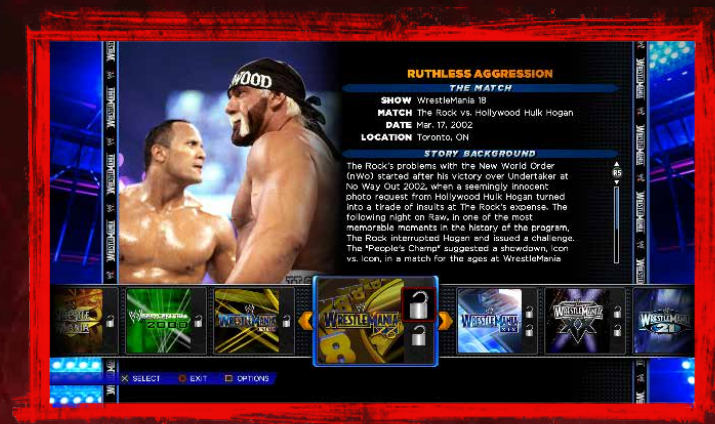 WOOD
RUTHLESS AGGRESSION
THE MATCH
SHOW WrestleMania 18
MATCH The Rock vs. Hollywood Hulk Hogan
DATE Mar. 17, 2002
LOCATION Toronto, ON
STORY BACKGROUND
The Rock's problems with the New World Order
(nWo) started after his victory over Undertaker at
No Way Out 2002, when a seemingly innocent
photo request from Hollywood Hulk Hogan turned
into a tirade of insults at The Rock's expense. The
following night on Raw, in one of the most
memorable moments in the history of the program,
The Rock interrupted Hogan and issued a challenge.
The "People's Champ" suggested a showdown, icon
vs. icon, in a match for the ages at WrestleMania
RS
2000
WRESTLEMANIA
WRESTLEMANIA
WRESTLEMANIA
WRESTLEMANIA
WRESTLEMANIA 21
SELECT EXIT OPTIONS